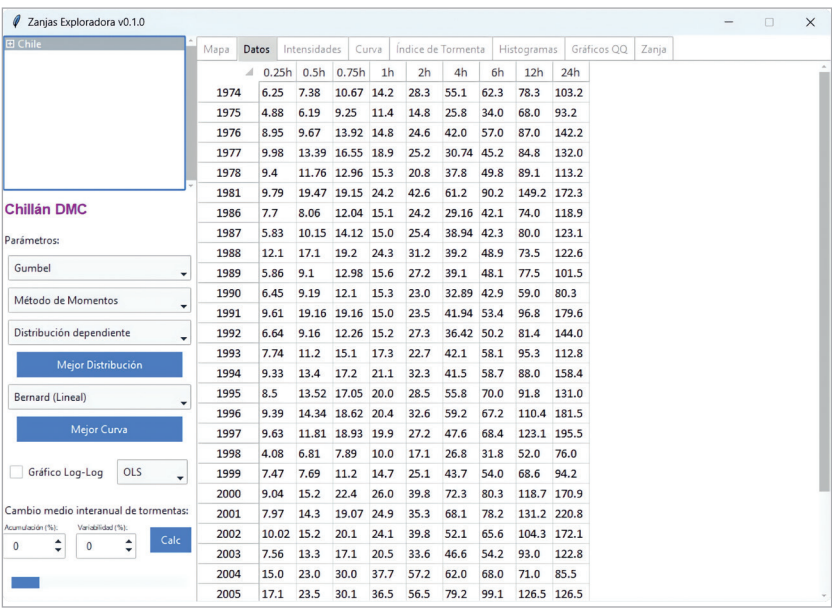 Zanjas Exploradora v0.1.0
Chile
Mapa Datos Intensidades Curva Índice de Tormenta Histogramas Gráficos QQ Zanja
0.25h 0.5h 0.75h 1h 2h 4h 6h 12h 24h
1974 6.25 7.38 10.67 14.2 28.3 55.1 62.3 78.3 103.2
1975 4.88 6.19 9.25 11.4 14.8 25.8 34.0 68.0 93.2
1976 8.95 9.67 13.92 14.8 24.6 42.0 57.0 87.0 142.2
1977 9.98 13.39 16.55 18.9 25.2 30.74 45.2 84.8 132.0
1978 9.4 11.76 12.96 15.3 20.8 37.8 49.8 89.1 113.2
1981 9.79 19.47 19.15 24.2 42.6 61.2 90.2 149.2 172.3
1986 7.7 8.06 12.04 15.1 24.2 29.16 42.1 74.0 118.9
1987 5.83 10.15 14.12 15.0 25.4 38.94 42.3 80.0 123.1
1988 12.1 17.1 19.2 24.3 31.2 39.2 48.9 73.5 122.6
1989 5.86 9.1 12.98 15.6 27.2 39.1 48.1 77.5 101.5
1990 6.45 9.19 12.1 15.3 23.0 32.89 42.9 59.0 80.3
1991 9.61 19.16 19.16 15.0 23.5 41.94 53.4 96.8 179.6
1992 6.64 9.16 12.26 15.2 27.3 36.42 50.2 81.4 144.0
1993 7.74 11.2 15.1 17.3 22.7 42.1 58.1 95.3 112.8
1994 9.33 13.4 17.2 21.1 32.3 41.5 58.7 88.0 158.4
1995 8.5 13.52 17.05 20.0 28.5 55.8 70.0 91.8 131.0
1996 9.39 14.34 18.62 20.4 32.6 59.2 67.2 110.4 181.5
1997 9.63 11.81 18.93 19.9 27.2 47.6 68.4 123.1 195.5
1998 4.08 6.81 7.89 10.0 17.1 26.8 31.8 52.0 76.0
1999 7.47 7.69 11.2 14.7 25.1 43.7 54.0 68.6 94.2
2000 9.04 15.2 22.4 26.0 39.8 72.3 80.3 118.7 170.9
2001 7.97 14.3 19.07 24.9 35.3 68.1 78.2 131.2 220.8
2002 10.02 15.2 20.1 24.1 39.8 52.1 65.6 104.3 172.1
2003 7.56 13.3 17.1 20.5 33.6 46.6 54.2 93.0 122.8
2004 15.0 23.0 30.0 37.7 57.2 62.0 68.0 71.0 85.5
2005 17.1 23.5 30.1 36.5 56.5 79.2 99.1 126.5 126.5
Chillán DMC
Parámetros:
Gumbel
Método de Momentos
Distribución dependiente
Mejor Distribución
Bernard (Lineal)
Mejor Curva
Gráfico Log-Log OLS
Cambio medio interanual de tormentas:
Acumulación (%): Variabilidad (%):
0 0 Calc